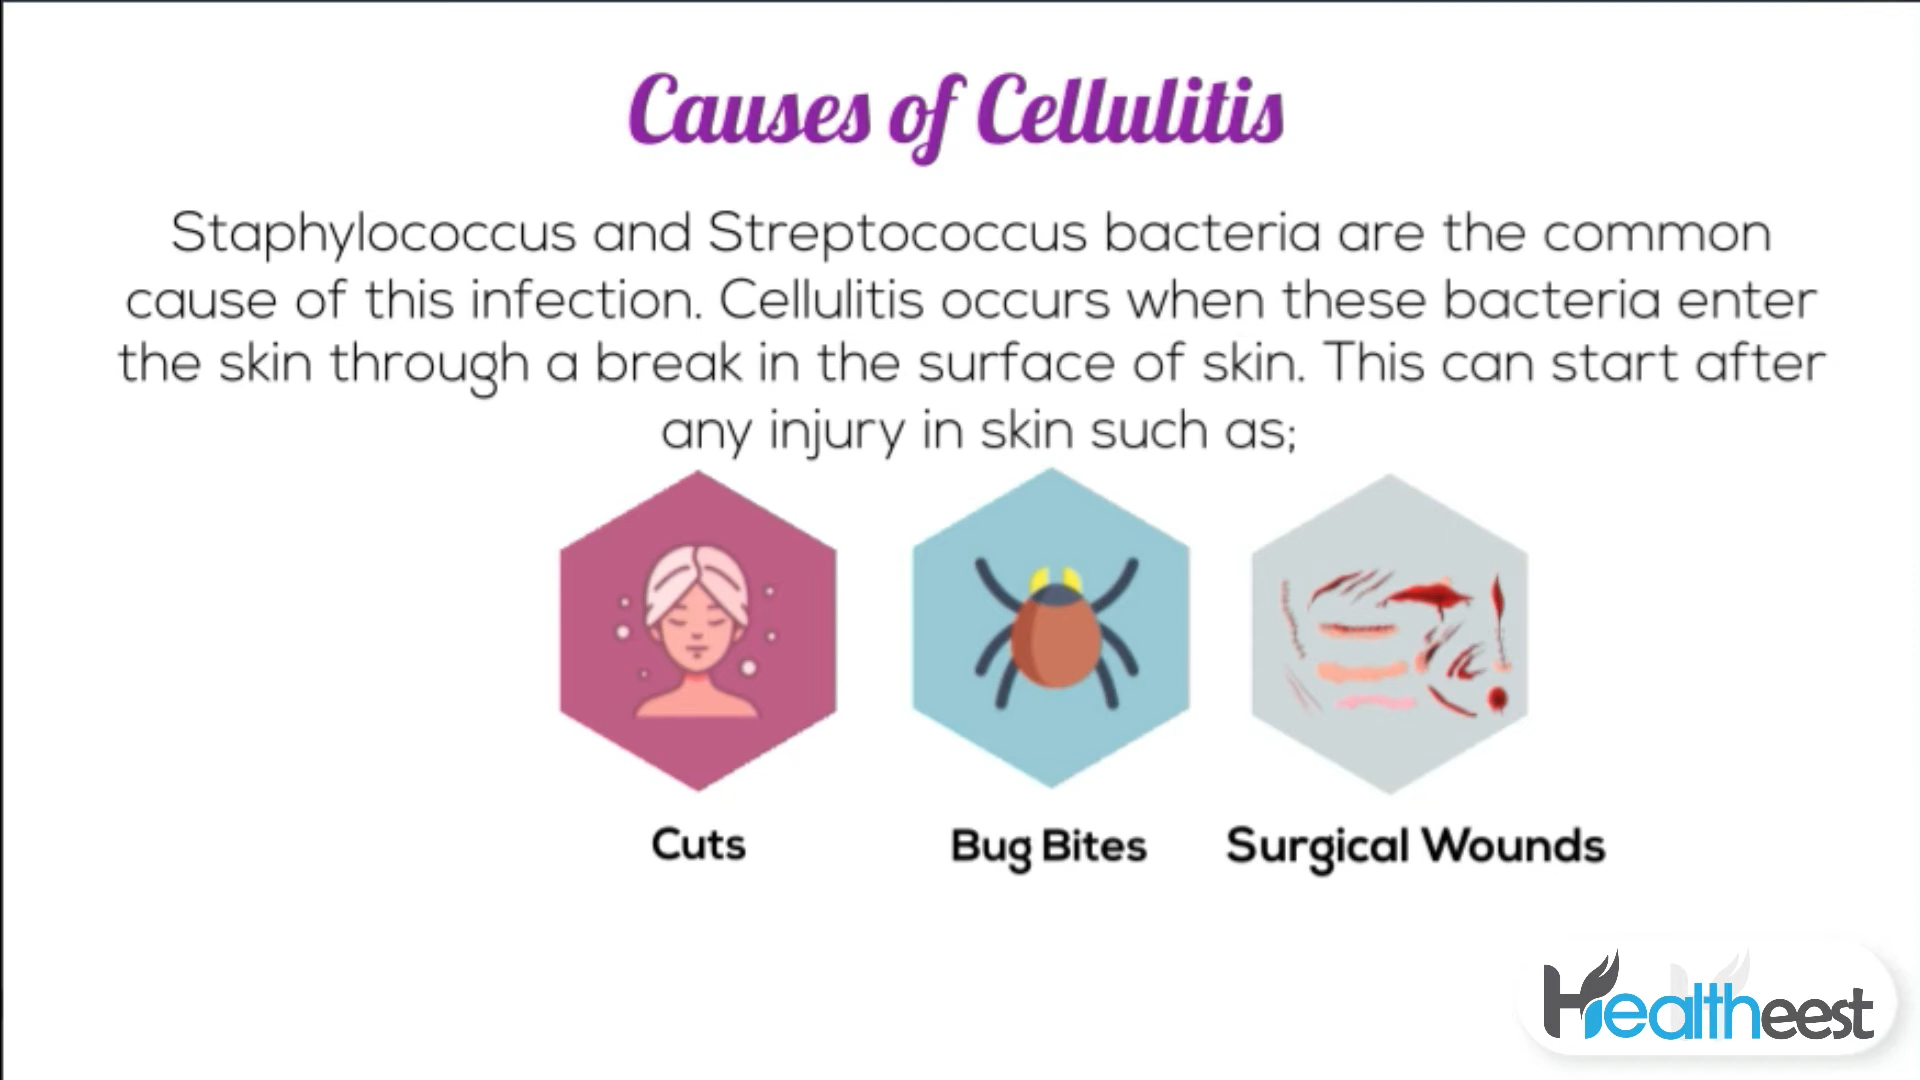 Causes of Cellulitis
Staphylococcus and Streptococcus bacteria are the common
cause of this infection. Cellulitis occurs when these bacteria enter
the skin through a break in the surface of skin. This can start after
any injury in skin such as;
Cuts
Bug Bites
Surgical Wounds
Healtheest